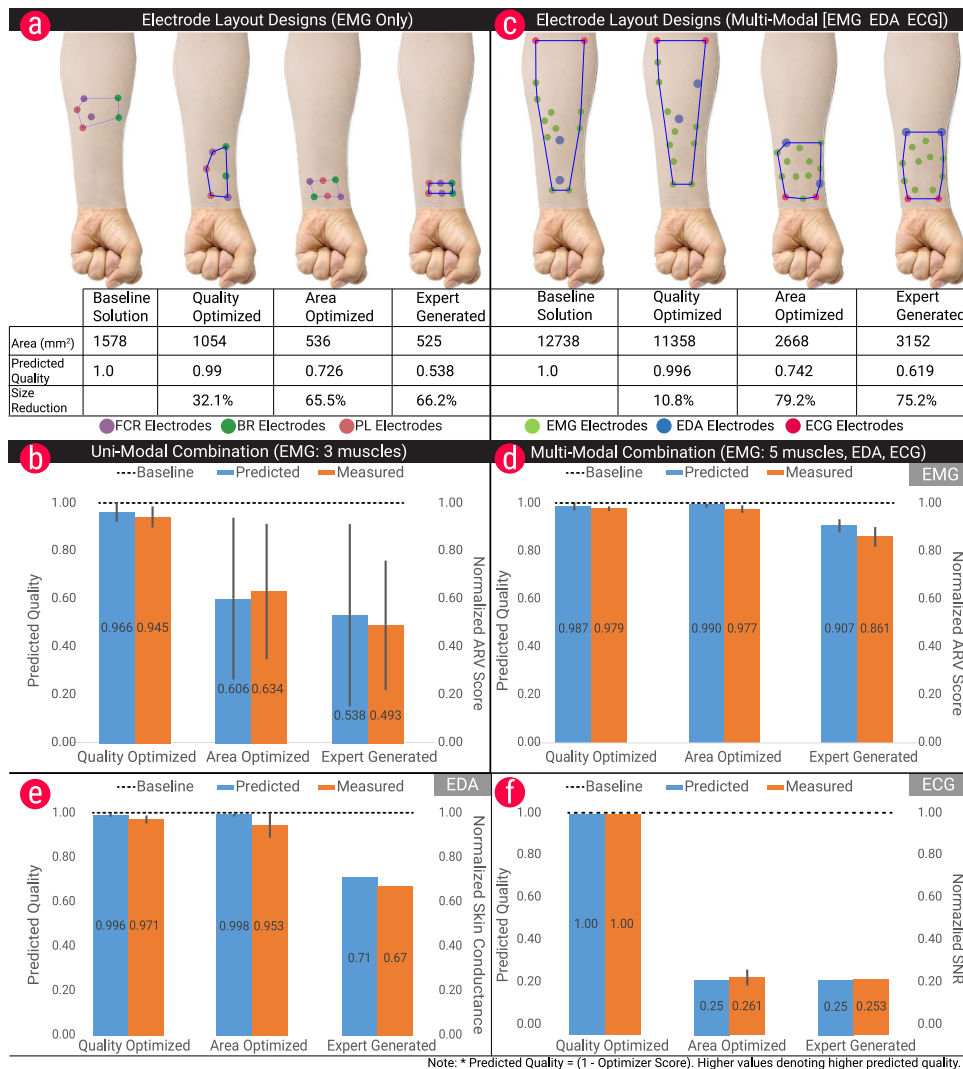 a
Electrode Layout Designs (EMG Only)
Baseline Solution
Quality Optimized
Area Optimized
Expert Generated
Area (mm²) 1578 1054 536 525
Predicted Quality 1.0 0.99 0.726 0.538
Size Reduction 32.1% 65.5% 66.2%
FCR Electrodes BR Electrodes PL Electrodes
c
Electrode Layout Designs (Multi-Modal [EMG EDA ECG])
Baseline Solution
Quality Optimized
Area Optimized
Expert Generated
12738 11358 2668 3152
1.0 0.996 0.742 0.619
10.8% 79.2% 75.2%
EMG Electrodes EDA Electrodes ECG Electrodes
b
Uni-Modal Combination (EMG: 3 muscles)
Baseline Predicted Measured
Predicted Quality
1.00
0.80
0.60
0.40
0.20
0.00
0.966 0.945
0.606 0.634
0.538 0.493
1.00
0.80
0.60
0.40
0.20
0.00
Normalized ARV Score
Quality Optimized Area Optimized Expert Generated
d
Multi-Modal Combination (EMG: 5 muscles, EDA, ECG)
EMG
Baseline Predicted Measured
Predicted Quality
1.00
0.80
0.60
0.40
0.20
0.00
0.987 0.979
0.990 0.977
0.907 0.861
1.00
0.80
0.60
0.40
0.20
0.00
Normalized ARV Score
Quality Optimized Area Optimized Expert Generated
e
EDA
Baseline Predicted Measured
Predicted Quality
1.00
0.80
0.60
0.40
0.20
0.00
0.996 0.971
0.998 0.953
0.71 0.67
1.00
0.80
0.60
0.40
0.20
0.00
Normalized Skin Conductance
Quality Optimized Area Optimized Expert Generated
f
ECG
Baseline Predicted Measured
Predicted Quality
1.00
0.80
0.60
0.40
0.20
0.00
1.00 1.00
0.25 0.261
0.25 0.253
1.00
0.80
0.60
0.40
0.20
0.00
Normazlied SNR
Quality Optimized Area Optimized Expert Generated
Note: * Predicted Quality = (1 - Optimizer Score). Higher values denoting higher predicted quality.